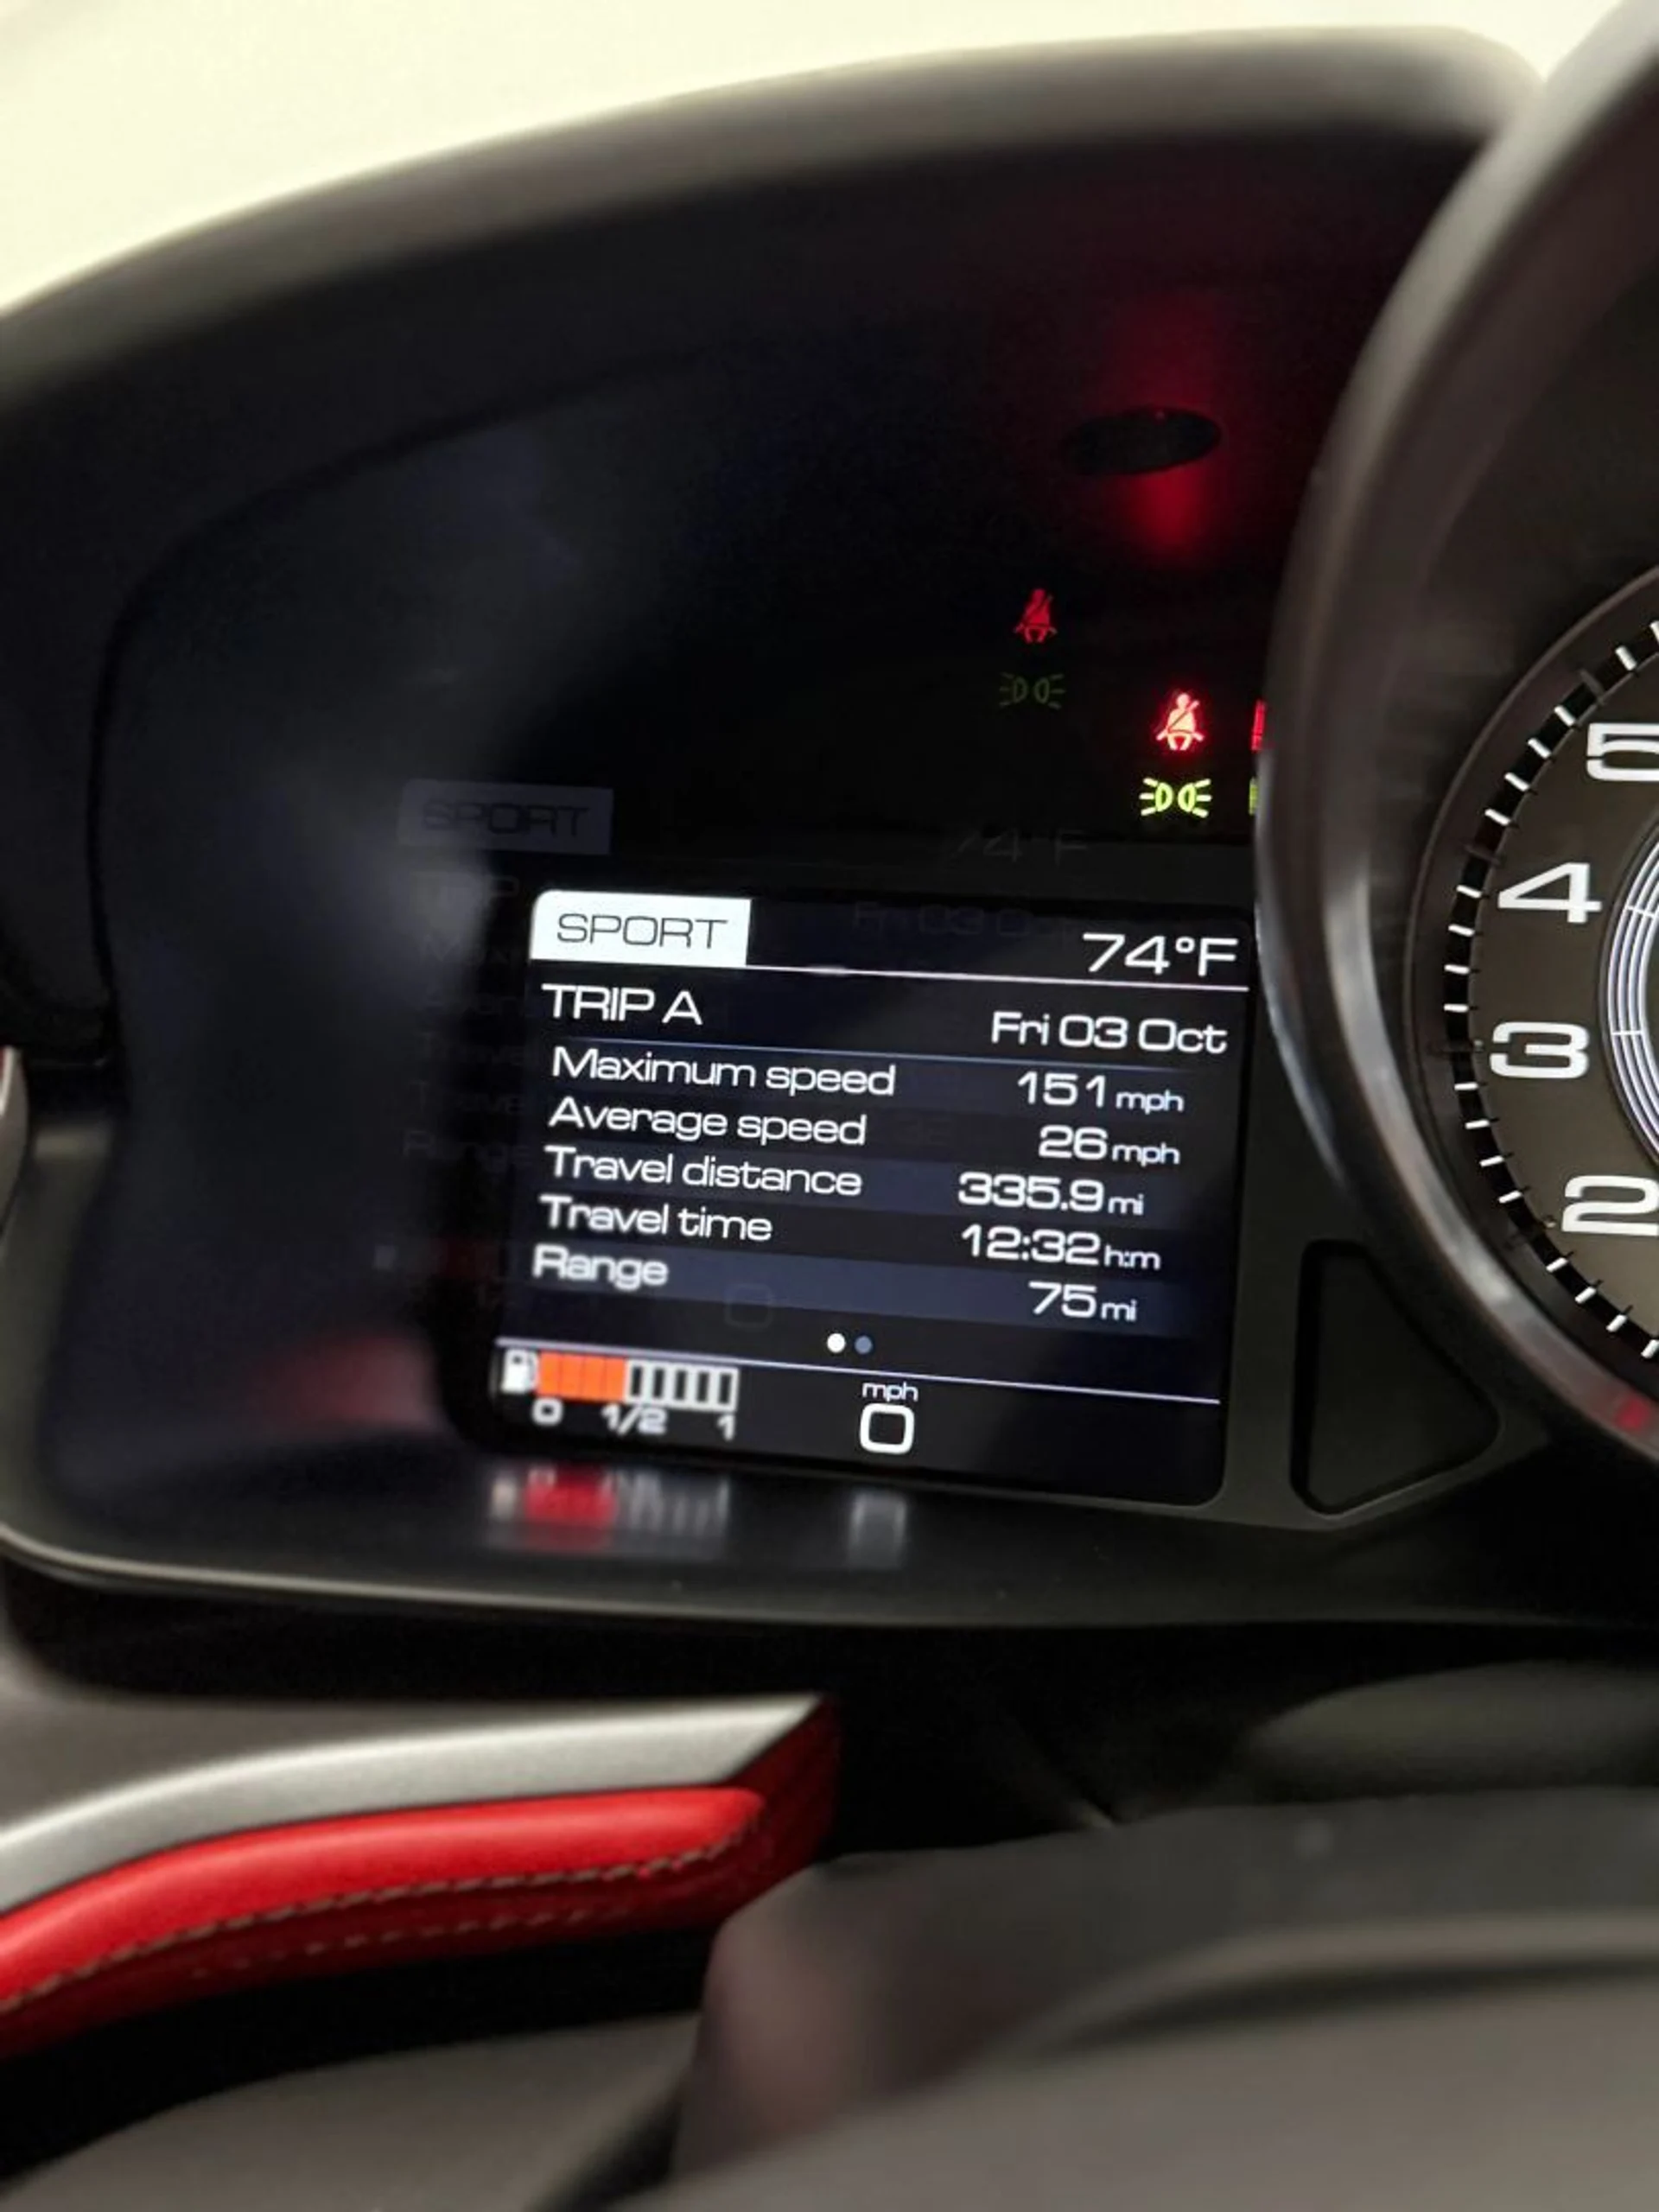 SPORT 74°F
TRIP A Fri 03 Oct
Maximum speed 151 mph
Average speed 26 mph
Travel distance 335.9 mi
Travel time 12:32 h:m
Range 75 mi
mph
0 1/2 1 0
5
4
3
2